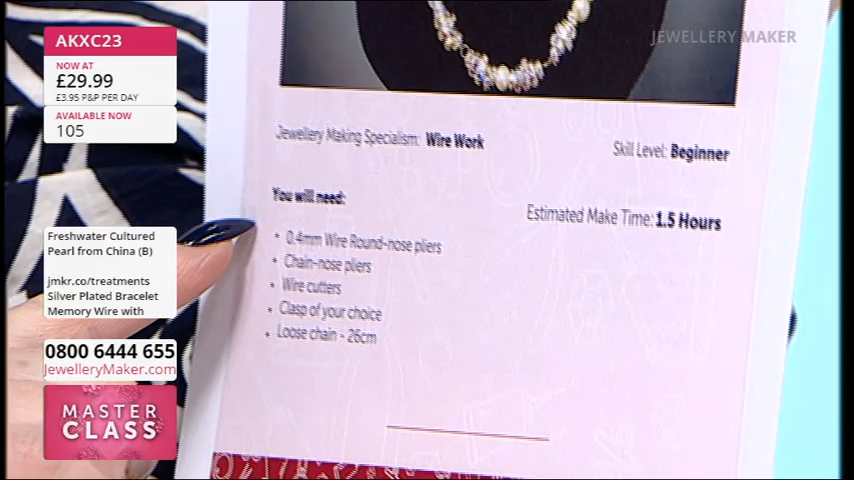 AKXC23
NOW AT
£29.99
£3.95 P&P PER DAY
AVAILABLE NOW
105
Freshwater Cultured
Pearl from China (B)
jmkr.co/treatments
Silver Plated Bracelet
Memory Wire with
0800 6444 655
JewelleryMaker.com
MASTER
CLASS
JEWELLERY MAKER
Jewellery Making Specialism: Wire Work
Skill Level: Beginner
You will need:
Estimated Make Time: 1.5 Hours
• 0.4mm Wire Round-nose pliers
• Chain-nose pliers
• Wire cutters
• Clasp of your choice
• Loose chain - 26cm